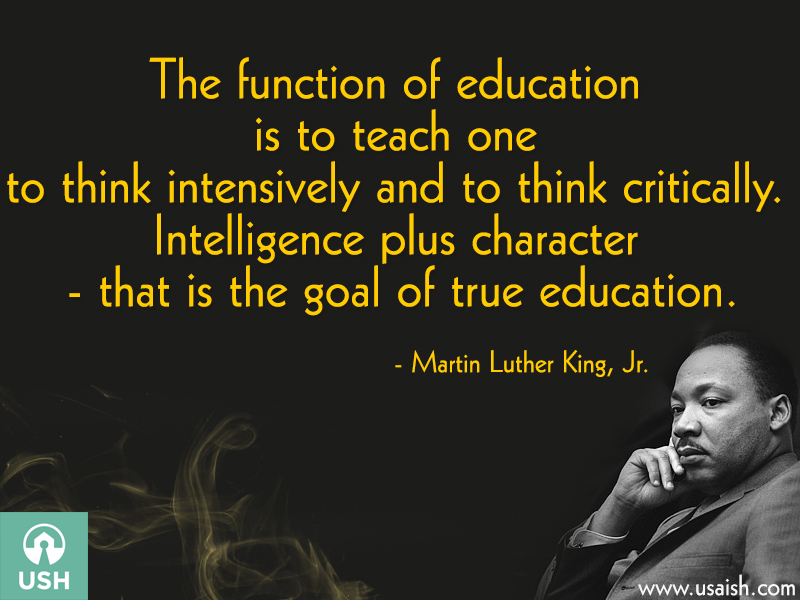 The function of education
is to teach one
to think intensively and to think critically.
Intelligence plus character
- that is the goal of true education.
- Martin Luther King, Jr.
USH
www.usaish.com